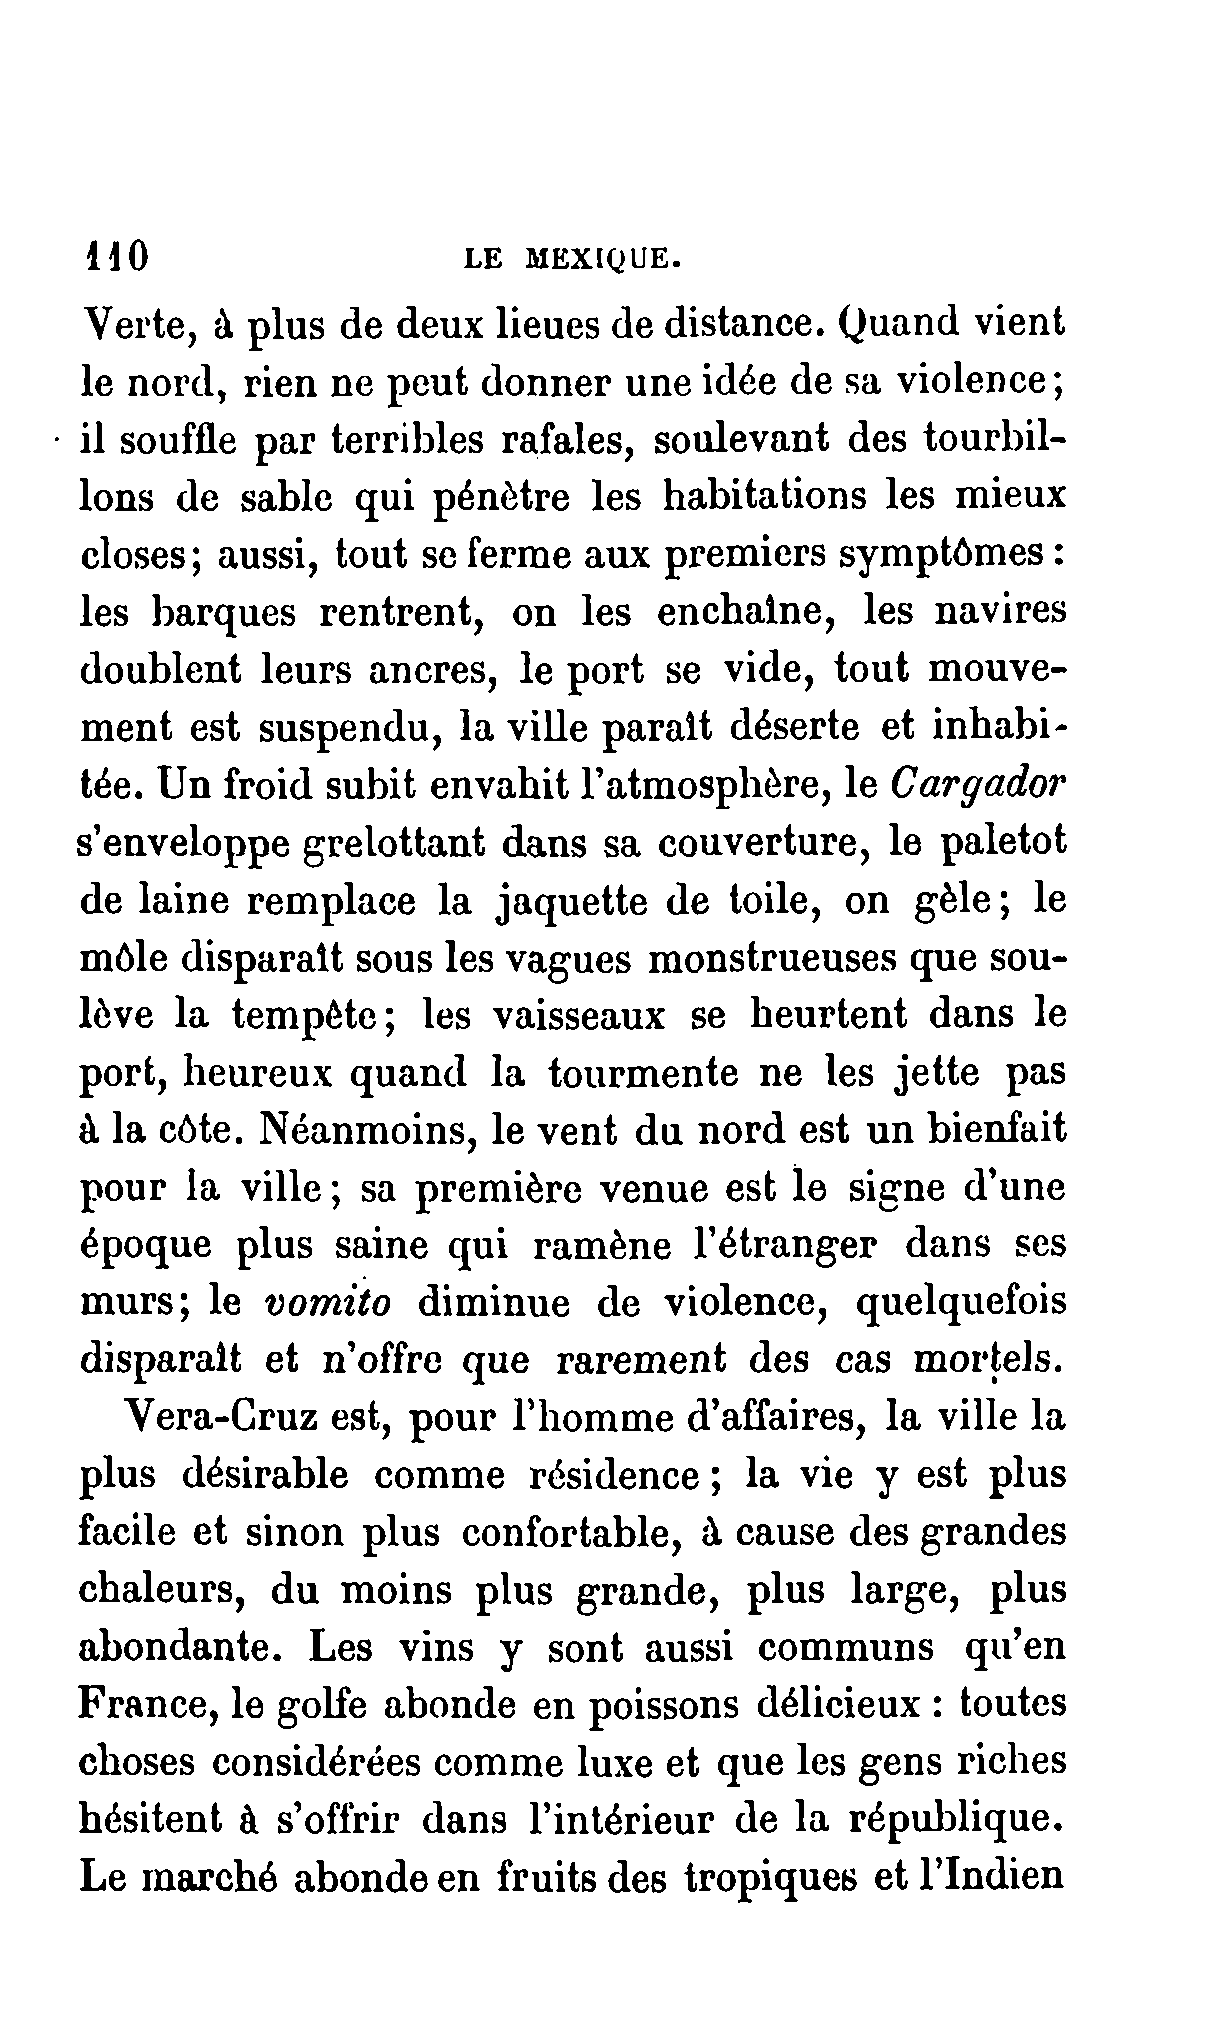 110 LE MEXIQUE.
Verte, à plus de deux lieues de distance. Quand vient
le nord, rien ne peut donner une idée de sa violence;
il souffle par terribles rafales, soulevant des tourbil-
lons de sable qui pénètre les habitations les mieux
closes; aussi, tout se ferme aux premiers symptômes :
les barques rentrent, on les enchaîne, les navires
doublent leurs ancres, le port se vide, tout mouve-
ment est suspendu, la ville paraît déserte et inhabi-
tée. Un froid subit envahit l'atmosphère, le Cargador
s'enveloppe grelottant dans sa couverture, le paletot
de laine remplace la jaquette de toile, on gèle; le
môle disparaît sous les vagues monstrueuses que sou-
lève la tempête; les vaisseaux se heurtent dans le
port, heureux quand la tourmente ne les jette pas
à la côte. Néanmoins, le vent du nord est un bienfait
pour la ville; sa première venue est le signe d'une
époque plus saine qui ramène l'étranger dans ses
murs; le vomito diminue de violence, quelquefois
disparaît et n'offre que rarement des cas mortels.
Vera-Cruz est, pour l'homme d'affaires, la ville la
plus désirable comme résidence; la vie y est plus
facile et sinon plus confortable, à cause des grandes
chaleurs, du moins plus grande, plus large, plus
abondante. Les vins y sont aussi communs qu'en
France, le golfe abonde en poissons délicieux : toutes
choses considérées comme luxe et que les gens riches
hésitent à s'offrir dans l'intérieur de la république.
Le marché abonde en fruits des tropiques et l'Indien